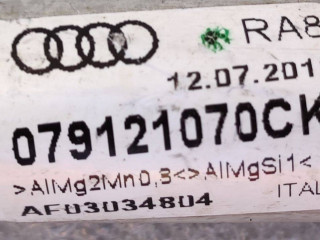 RA8
12.07.201
079121070CK
>AlMg2Mn0,3<>AlMgSi1<
ITAL
AF03034804